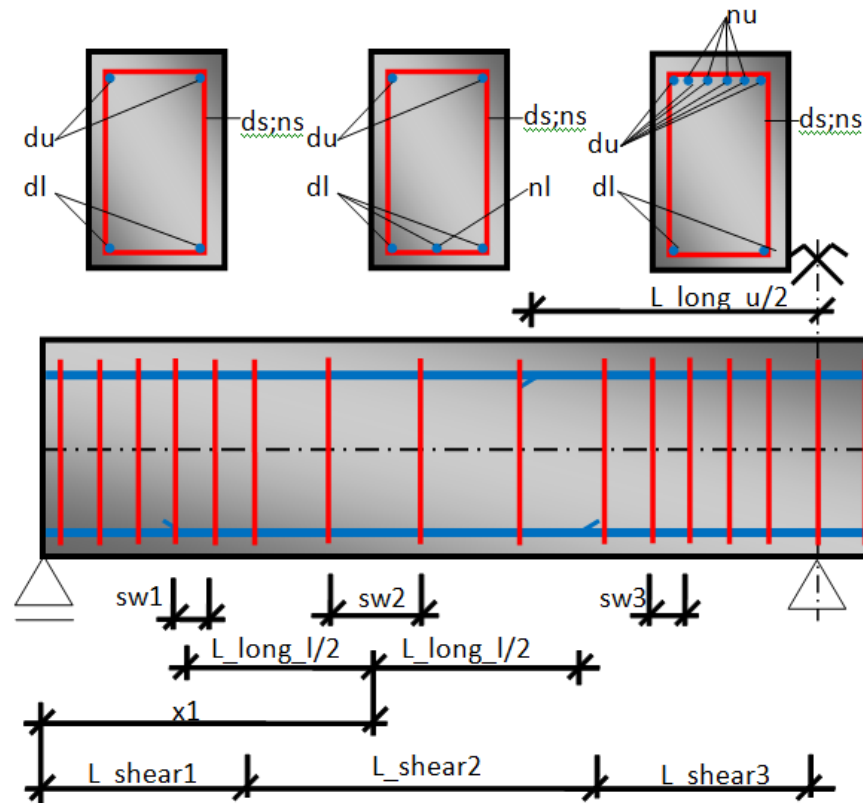 nu
ds;ns
ds;ns
ds;ns
du
du
du
dl
dl
nl
dl
L_long_u/2
sw1
sw2
sw3
L_long_l/2
L_long_l/2
x1
L_shear1
L_shear2
L_shear3